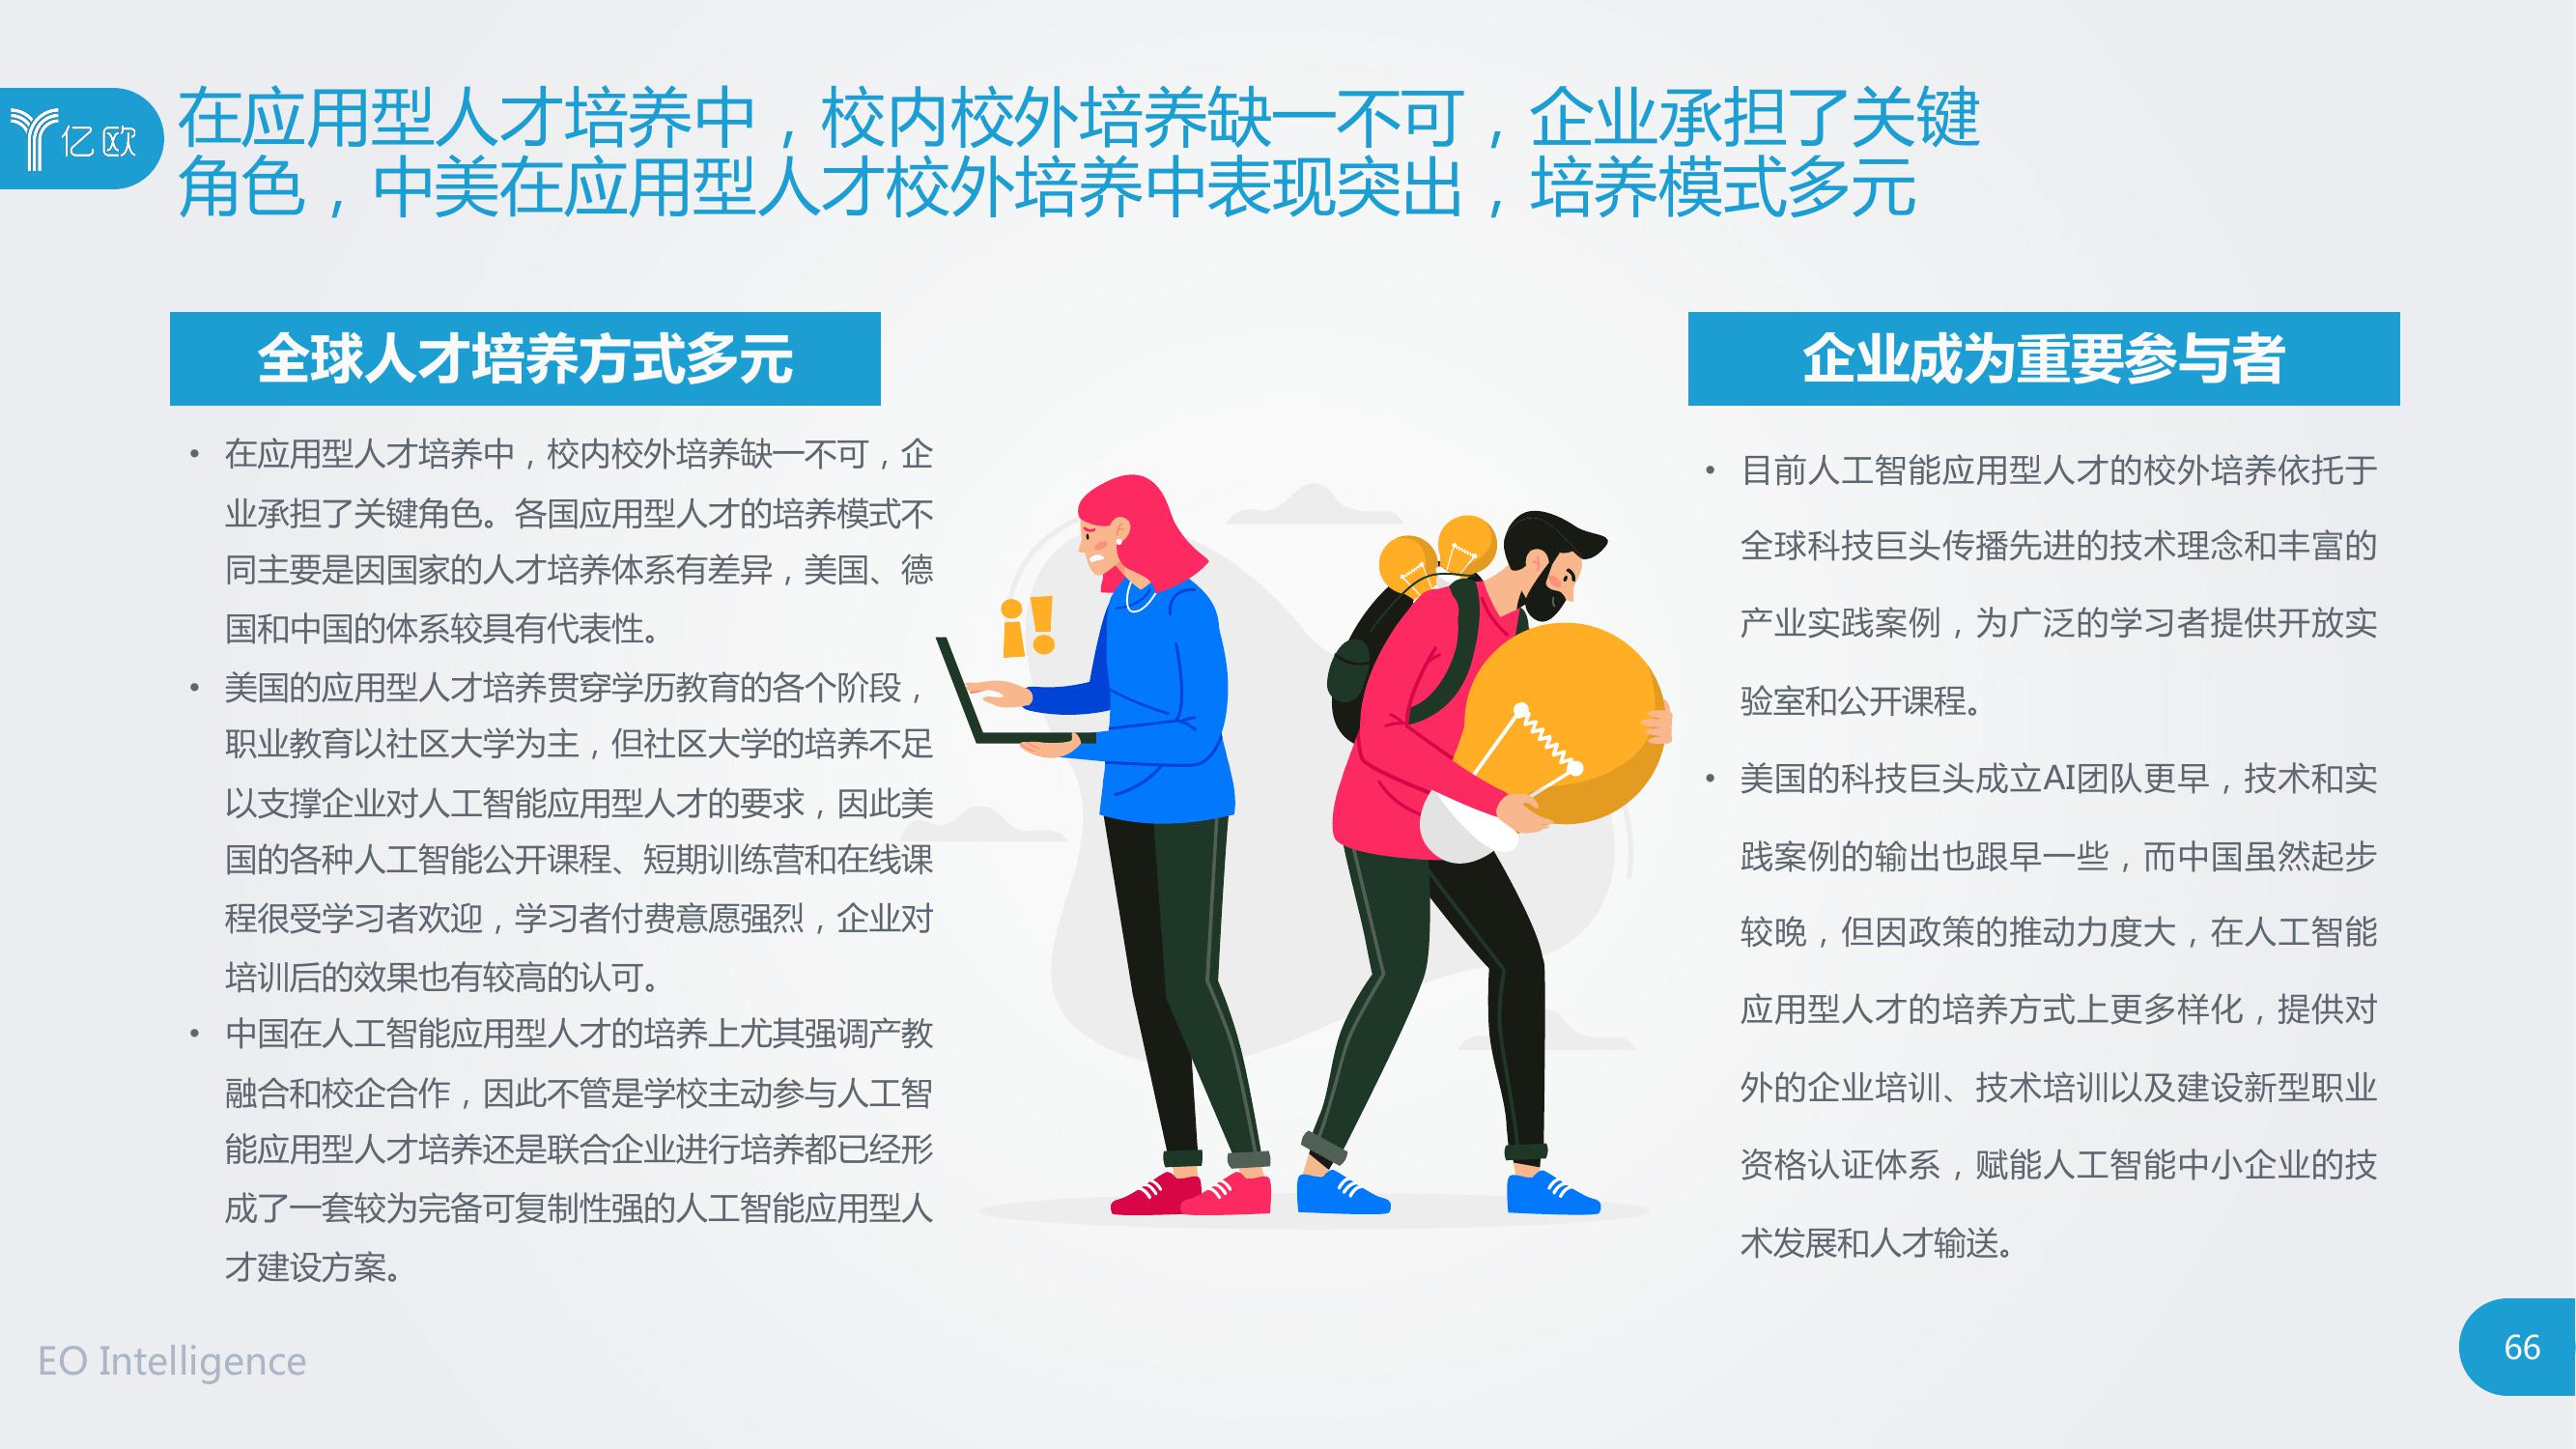 亿欧
在应用型人才培养中，校内校外培养缺一不可，企业承担了关键
角色，中美在应用型人才校外培养中表现突出，培养模式多元
全球人才培养方式多元
• 在应用型人才培养中，校内校外培养缺一不可，企
业承担了关键角色。各国应用型人才的培养模式不
同主要是因国家的人才培养体系有差异，美国、德
国和中国的体系较具有代表性。
• 美国的应用型人才培养贯穿学历教育的各个阶段，
职业教育以社区大学为主，但社区大学的培养不足
以支撑企业对人工智能应用型人才的要求，因此美
国的各种人工智能公开课程、短期训练营和在线课
程很受学习者欢迎，学习者付费意愿强烈，企业对
培训后的效果也有较高的认可。
• 中国在人工智能应用型人才的培养上尤其强调产教
融合和校企合作，因此不管是学校主动参与人工智
能应用型人才培养还是联合企业进行培养都已经形
成了一套较为完备可复制性强的人工智能应用型人
才建设方案。
企业成为重要参与者
• 目前人工智能应用型人才的校外培养依托于
全球科技巨头传播先进的技术理念和丰富的
产业实践案例，为广泛的学习者提供开放实
验室和公开课程。
• 美国的科技巨头成立AI团队更早，技术和实
践案例的输出也跟早一些，而中国虽然起步
较晚，但因政策的推动力度大，在人工智能
应用型人才的培养方式上更多样化，提供对
外的企业培训、技术培训以及建设新型职业
资格认证体系，赋能人工智能中小企业的技
术发展和人才输送。
EO Intelligence
66